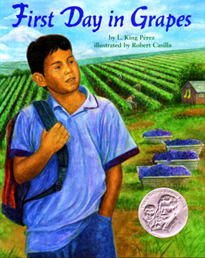 First Day in Grapes
by L. King Pérez
illustrated by Robert Casilla